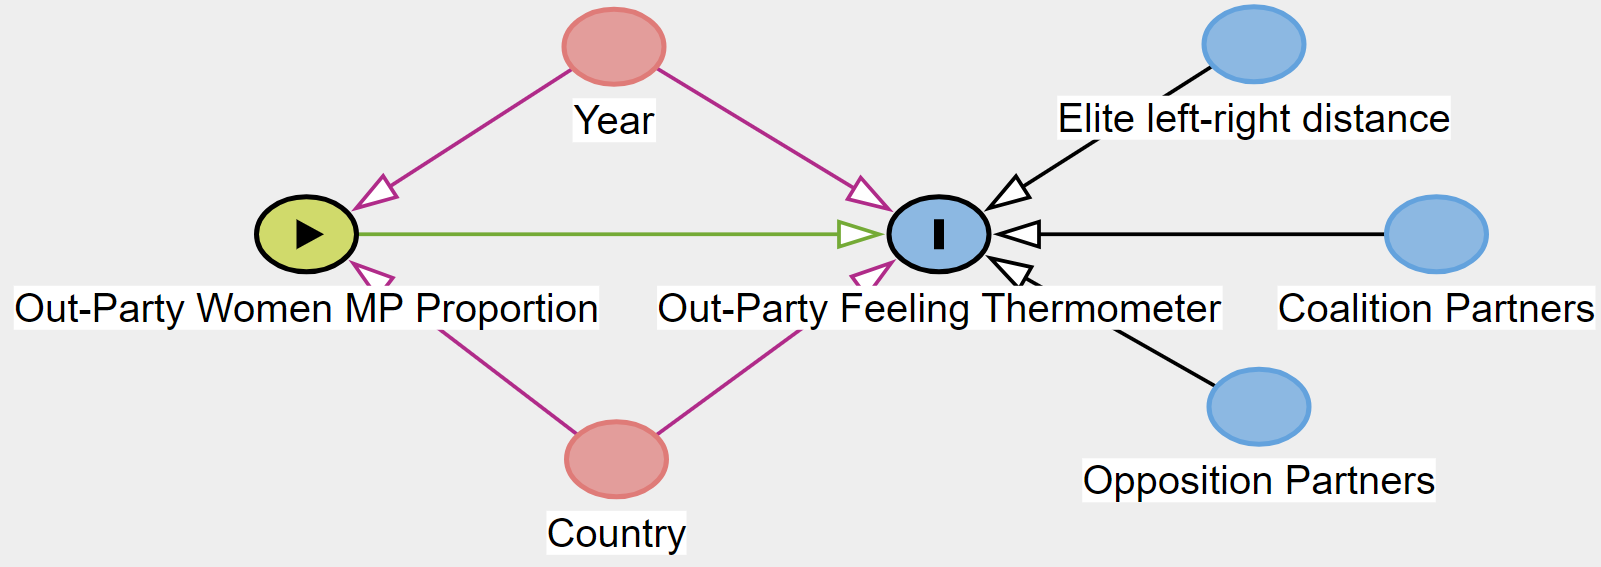 Year
Elite left-right distance
Out-Party Women MP Proportion
Out-Party Feeling Thermometer
Coalition Partners
Opposition Partners
Country